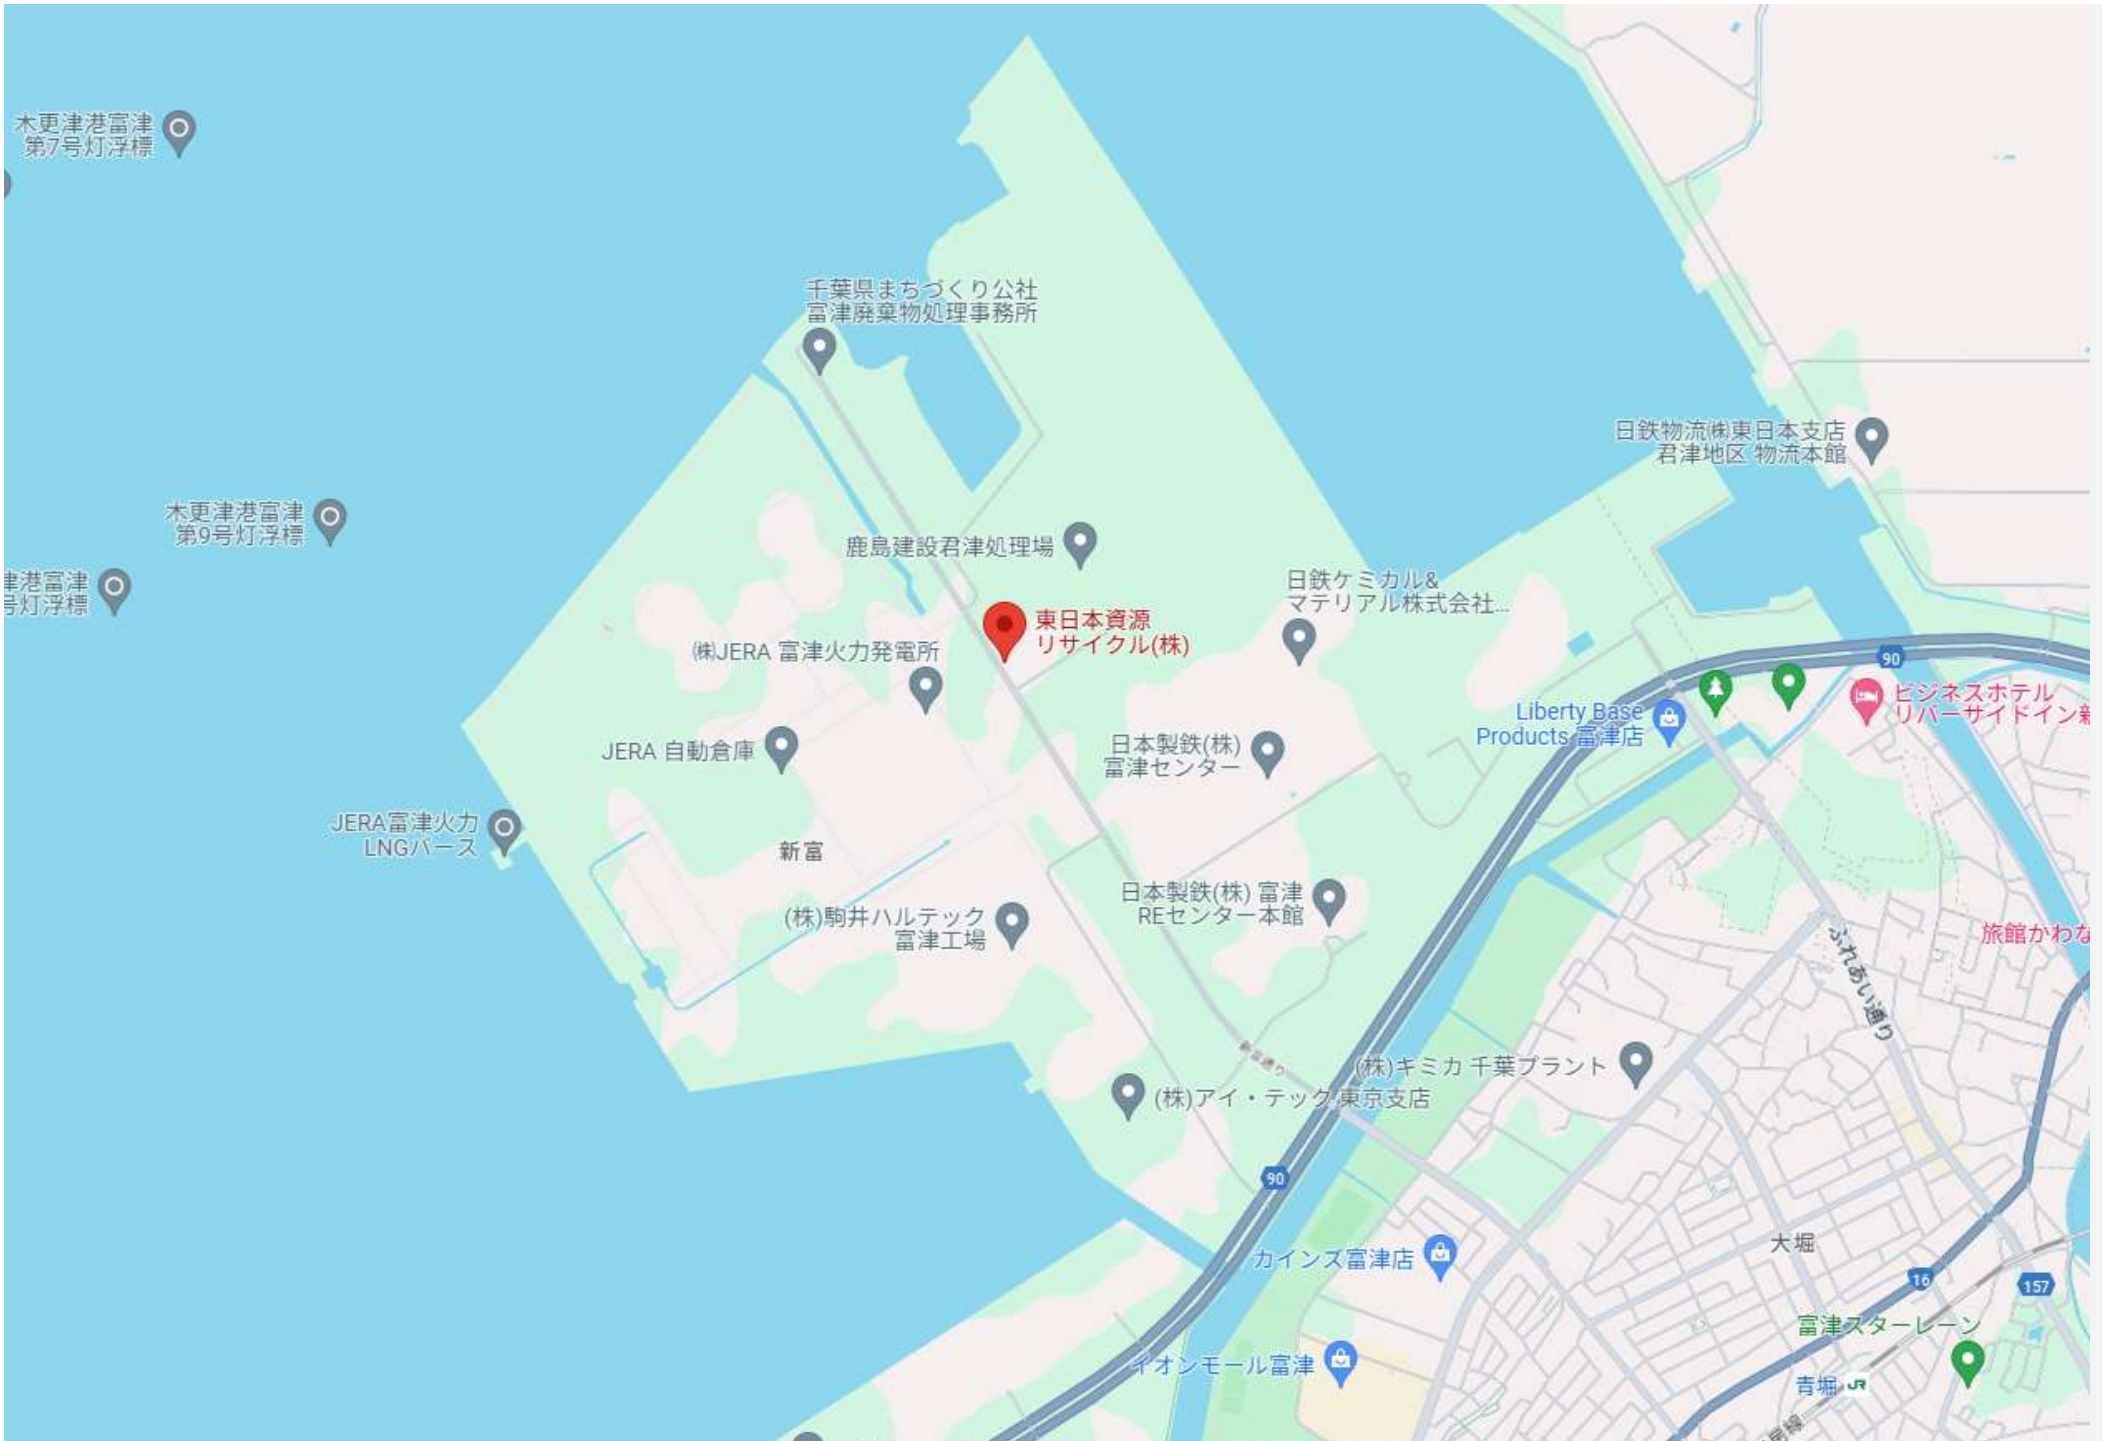 木更津港富津
第7号灯浮標
千葉県まちづくり公社
富津廃棄物処理事務所
日鉄物流㈱東日本支店
君津地区 物流本館
木更津港富津
第9号灯浮標
鹿島建設君津処理場
津港富津
号灯浮標
日鉄ケミカル&
マテリアル株式会社...
東日本資源
リサイクル(株)
㈱JERA 富津火力発電所
90
ビジネスホテル
リバーサイドイン新
Liberty Base
Products 富津店
JERA 自動倉庫
日本製鉄(株)
富津センター
JERA富津火力
LNGバース
新富
日本製鉄(株) 富津
REセンター本館
(株)駒井ハルテック
富津工場
旅館かわな
ふれあい通り
新富通り
(株)キミカ 千葉プラント
(株)アイ・テック 東京支店
90
大堀
カインズ富津店
16
157
富津スターレーン
イオンモール富津
青堀 JR